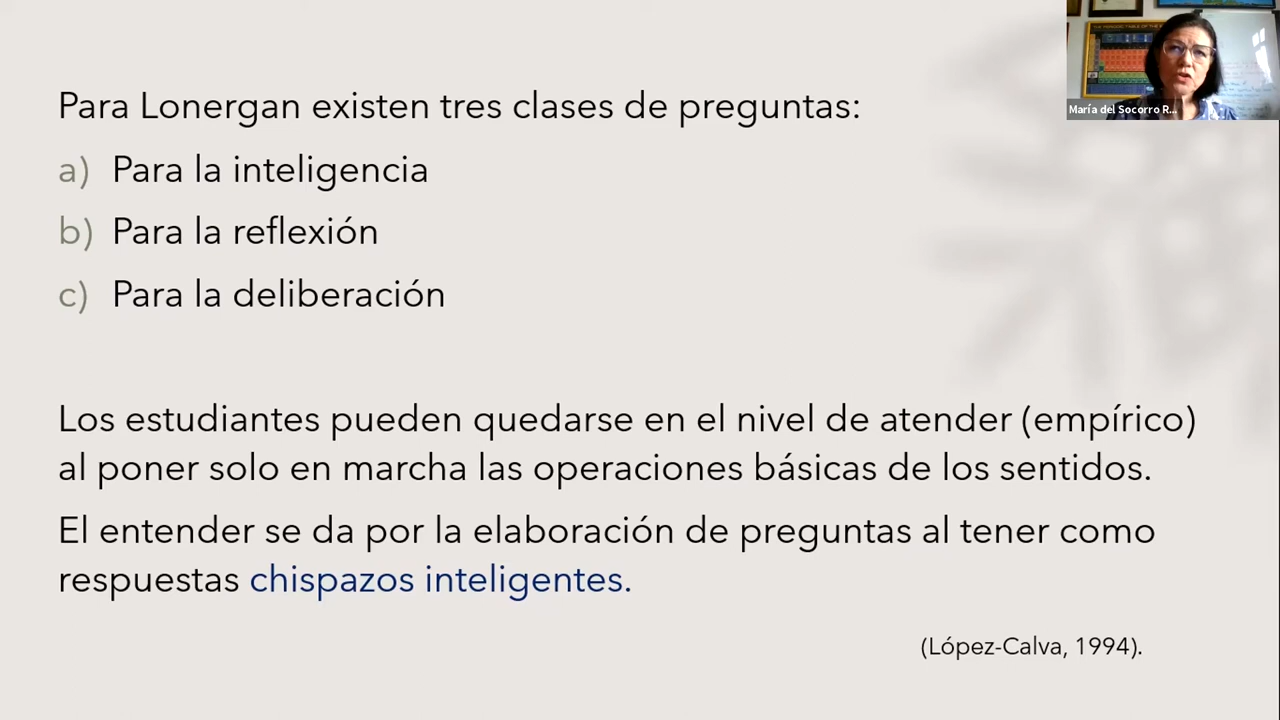 Para Lonergan existen tres clases de preguntas:
a) Para la inteligencia
b) Para la reflexión
c) Para la deliberación
Los estudiantes pueden quedarse en el nivel de atender (empírico)
al poner solo en marcha las operaciones básicas de los sentidos.
El entender se da por la elaboración de preguntas al tener como
respuestas chispazos inteligentes.
(López-Calva, 1994).
María del Socorro R...